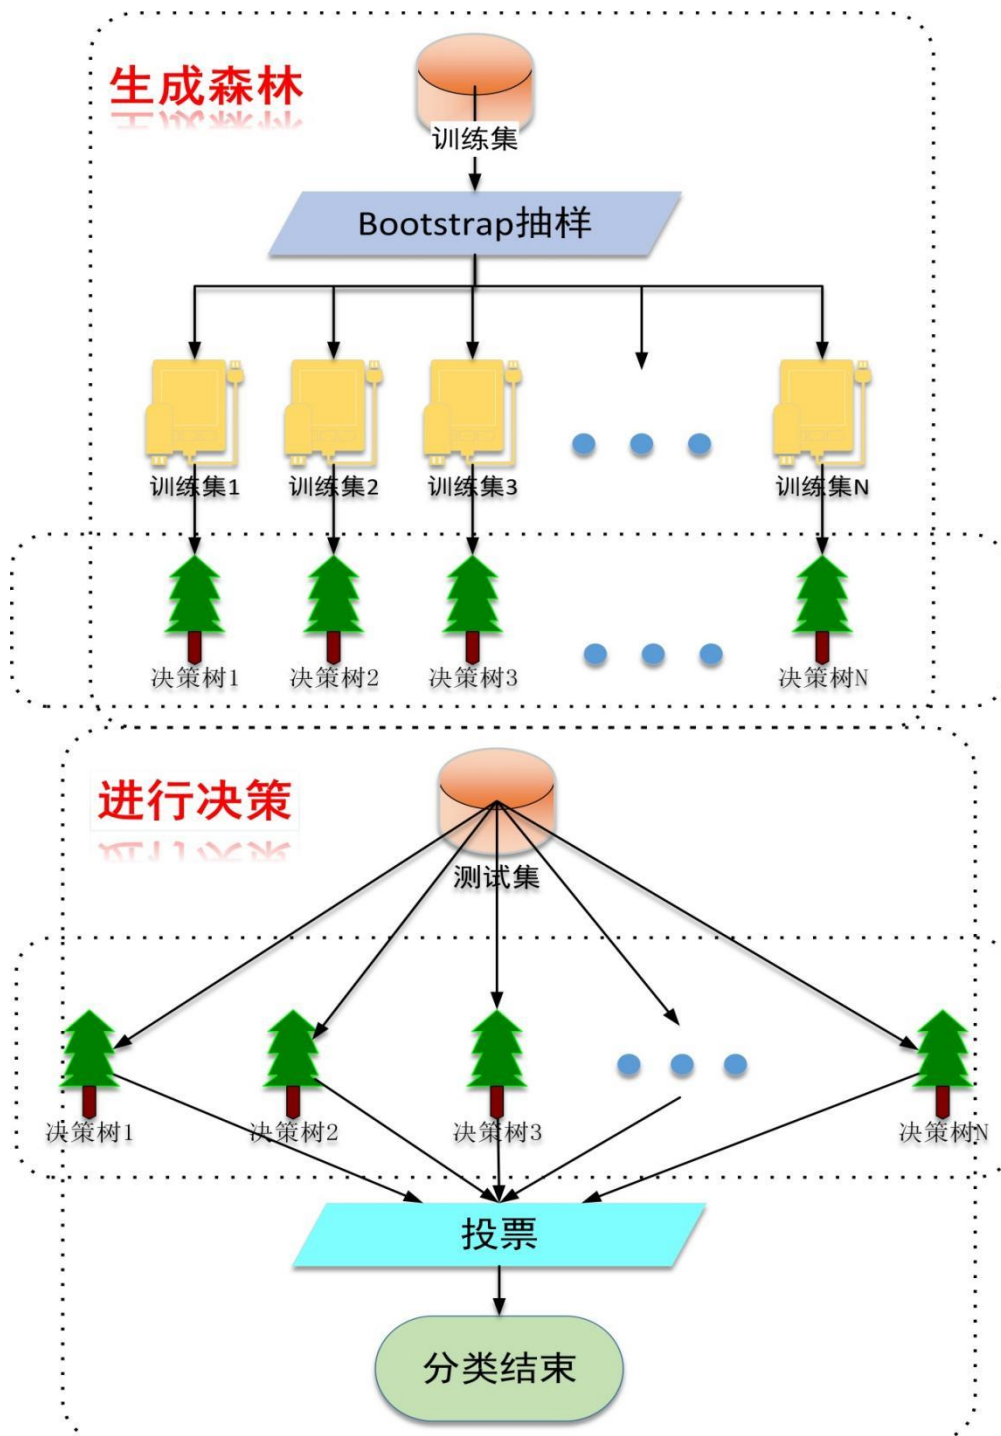 生成森林
训练集
Bootstrap抽样
训练集1
训练集2
训练集3
训练集N
决策树1
决策树2
决策树3
决策树N
进行决策
测试集
决策树1
决策树2
决策树3
决策树N
投票
分类结束